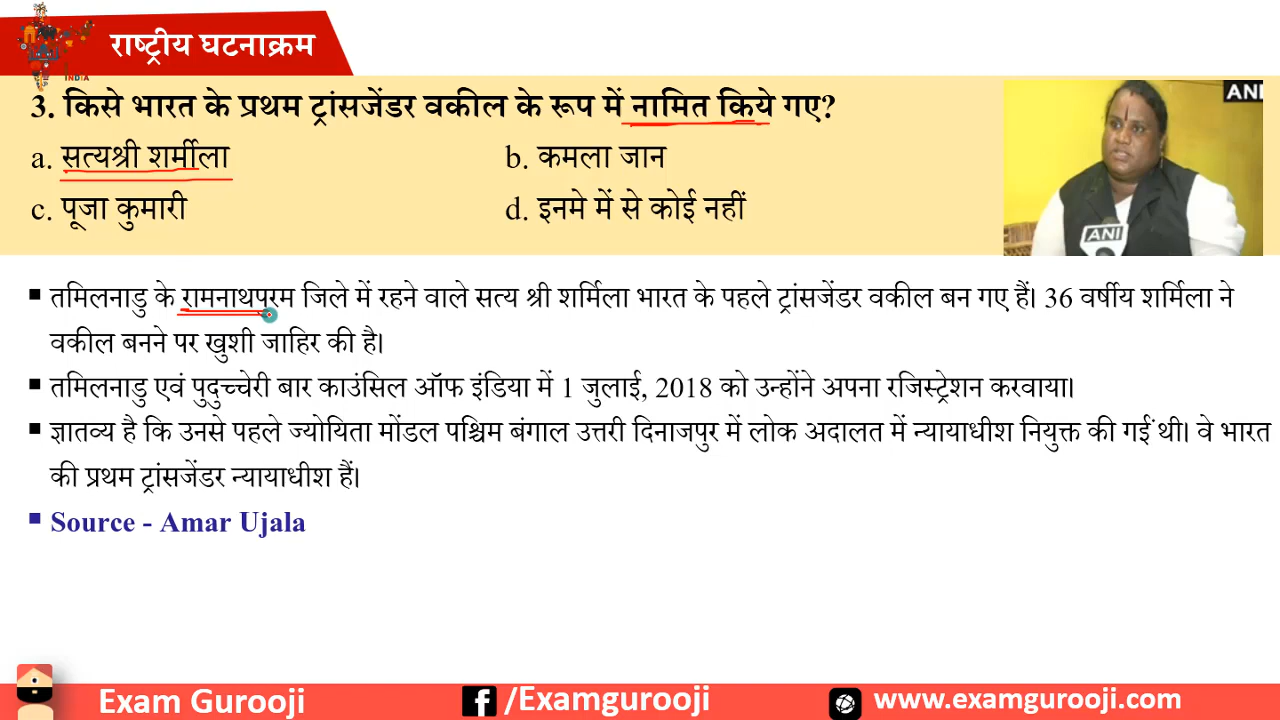 राष्ट्रीय घटनाक्रम
INDIA
ANI
3. किसे भारत के प्रथम ट्रांसजेंडर वकील के रूप में नामित किये गए?
a. सत्यश्री शर्मीला
b. कमला जान
c. पूजा कुमारी
d. इनमे में से कोई नहीं
ANI
तमिलनाडु के रामनाथपुरम जिले में रहने वाले सत्य श्री शर्मिला भारत के पहले ट्रांसजेंडर वकील बन गए हैं। 36 वर्षीय शर्मिला ने
वकील बनने पर खुशी जाहिर की है।
तमिलनाडु एवं पुदुच्चेरी बार काउंसिल ऑफ इंडिया में 1 जुलाई, 2018 को उन्होंने अपना रजिस्ट्रेशन करवाया।
ज्ञातव्य है कि उनसे पहले ज्योयिता मोंडल पश्चिम बंगाल उत्तरी दिनाजपुर में लोक अदालत में न्यायाधीश नियुक्त की गईं थी। वे भारत
की प्रथम ट्रांसजेंडर न्यायाधीश हैं।
Source - Amar Ujala
Exam Gurooji
/Examgurooji
www.examgurooji.com